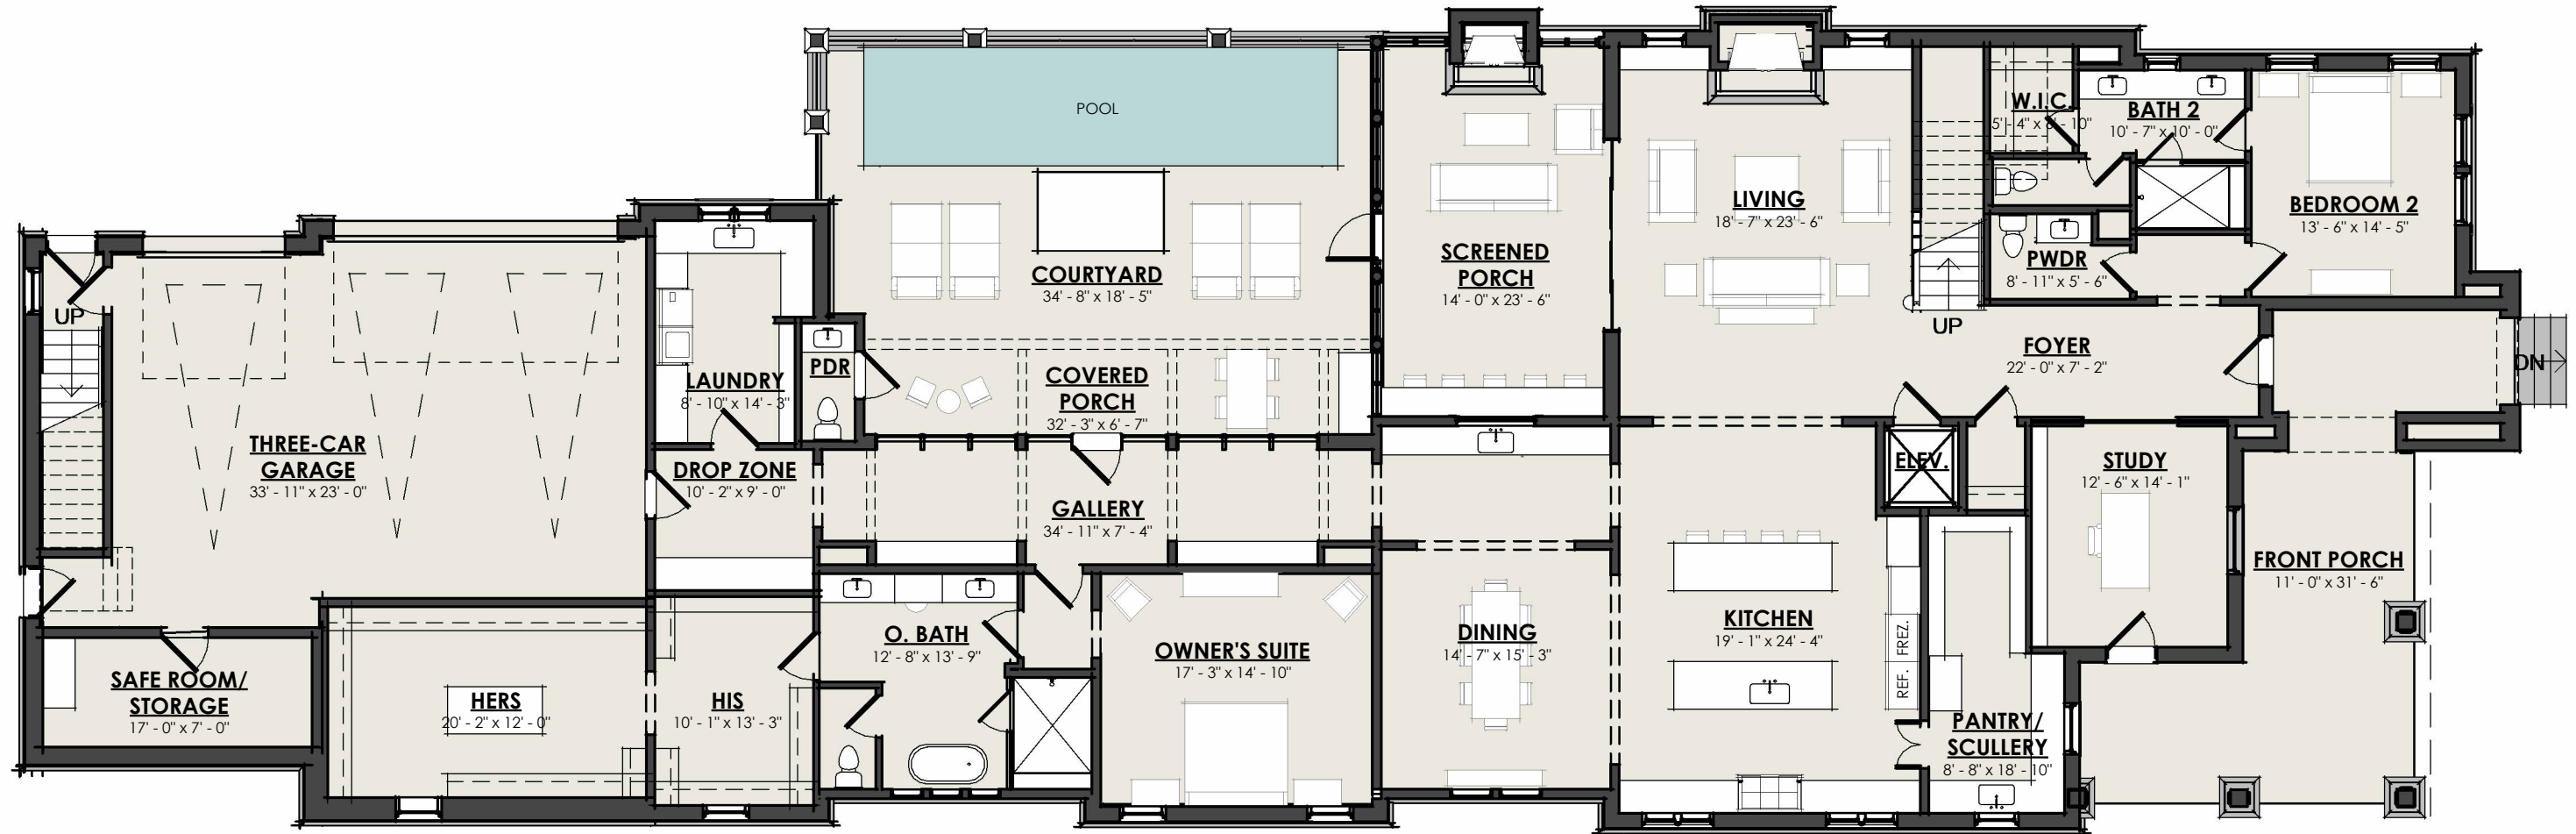 POOL
W.I.C.
5' - 4" x 6' - 10"
BATH 2
10' - 7" x 10' - 0"
LIVING
18' - 7" x 23' - 6"
BEDROOM 2
13' - 6" x 14' - 5"
SCREENED
PORCH
14' - 0" x 23' - 6"
COURTYARD
34' - 8" x 18' - 5"
PWDR
8' - 11" x 5' - 6"
UP
UP
FOYER
22' - 0" x 7' - 2"
DN
PDR
LAUNDRY
8' - 10" x 14' - 3"
COVERED
PORCH
32' - 3" x 6' - 7"
THREE-CAR
GARAGE
33' - 11" x 23' - 0"
DROP ZONE
10' - 2" x 9' - 0"
GALLERY
34' - 11" x 7' - 4"
ELEV.
STUDY
12' - 6" x 14' - 1"
FRONT PORCH
11' - 0" x 31' - 6"
KITCHEN
19' - 1" x 24' - 4"
REF. FREZ.
DINING
14' - 7" x 15' - 3"
O. BATH
12' - 8" x 13' - 9"
OWNER'S SUITE
17' - 3" x 14' - 10"
SAFE ROOM/
STORAGE
17' - 0" x 7' - 0"
HERS
20' - 2" x 12' - 0"
HIS
10' - 1" x 13' - 3"
PANTRY/
SCULLERY
8' - 8" x 18' - 10"